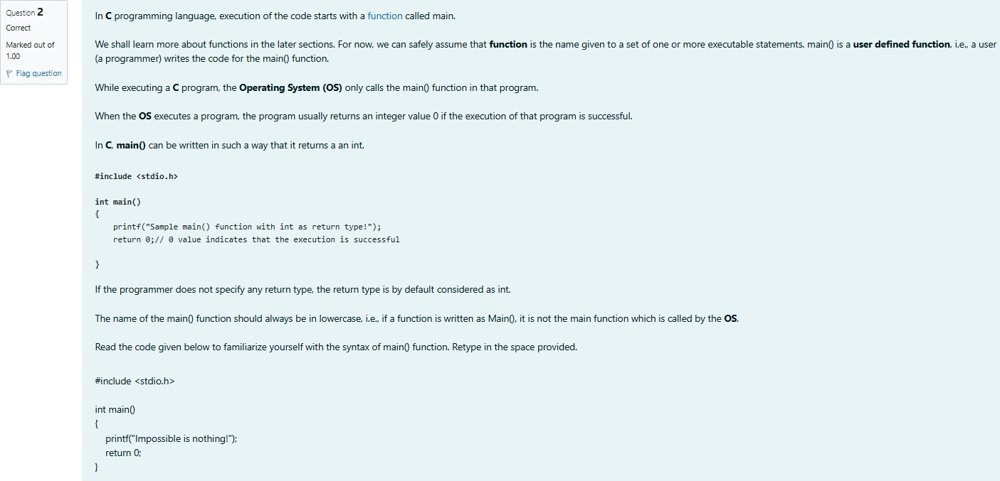 Question 2
Correct
Marked out of
1.00
Flag question
In C programming language, execution of the code starts with a function called main.
We shall learn more about functions in the later sections. For now, we can safely assume that function is the name given to a set of one or more executable statements. main() is a user defined function, i.e., a user
(a programmer) writes the code for the main() function.
While executing a C program, the Operating System (OS) only calls the main() function in that program.
When the OS executes a program, the program usually returns an integer value 0 if the execution of that program is successful.
In C, main() can be written in such a way that it returns a an int.
#include <stdio.h>
int main()
{
    printf("Sample main() function with int as return type!");
    return 0;// 0 value indicates that the execution is successful
}
If the programmer does not specify any return type, the return type is by default considered as int.
The name of the main() function should always be in lowercase, i.e., if a function is written as Main(), it is not the main function which is called by the OS.
Read the code given below to familiarize yourself with the syntax of main() function. Retype in the space provided.
#include <stdio.h>
int main()
{
    printf("Impossible is nothing!");
    return 0;
}